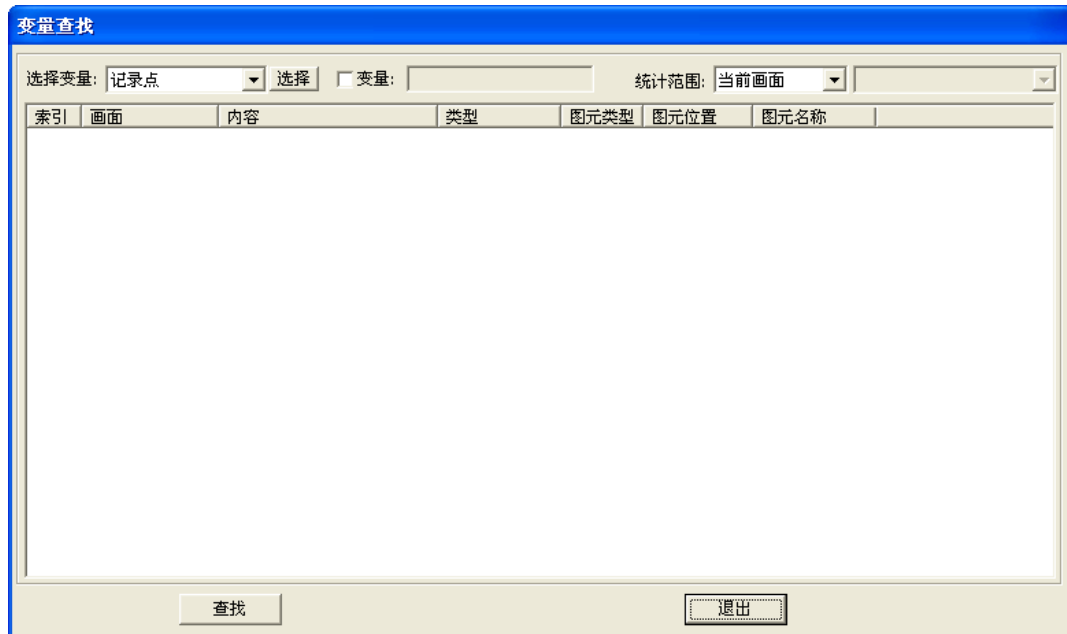 变量查找
选择变量: 记录点 选择 变量: 统计范围: 当前画面
索引 画面 内容 类型 图元类型 图元位置 图元名称
查找 退出